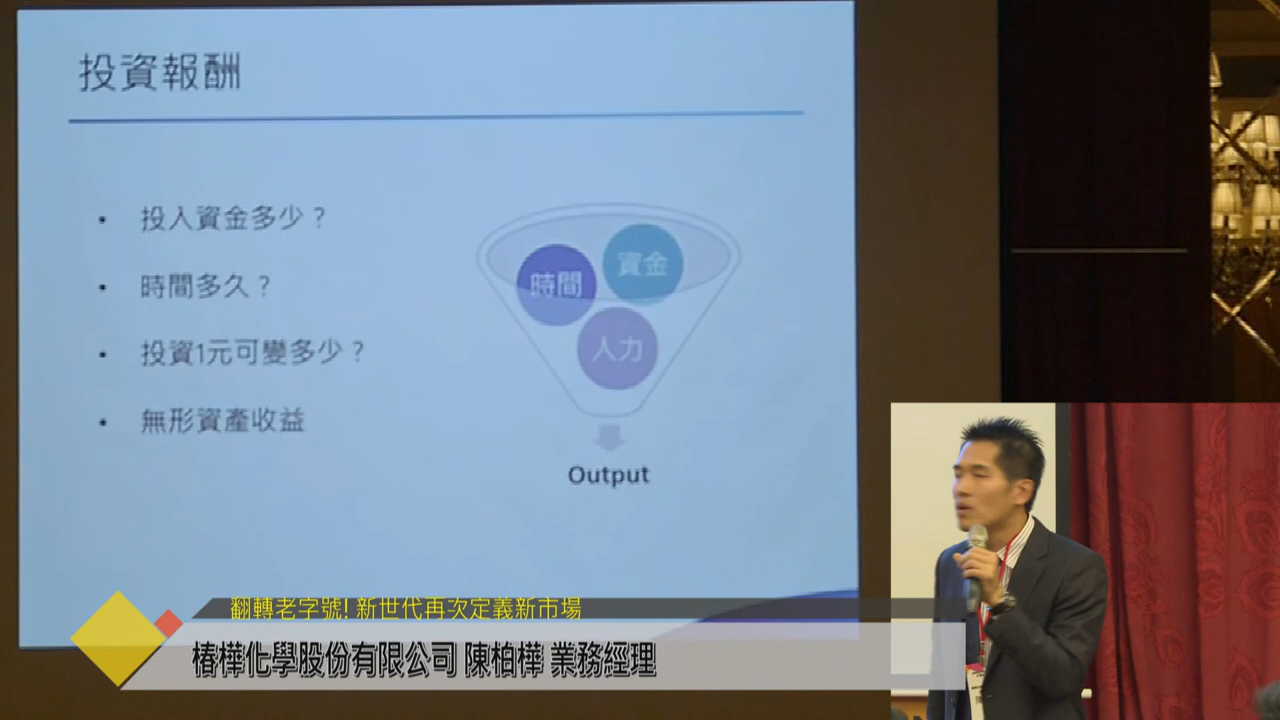 投資報酬
• 投入資金多少？
• 時間多久？
• 投資1元可變多少？
• 無形資產收益
時間
資金
人力
Output
翻轉老字號! 新世代再次定義新市場
椿樺化學股份有限公司 陳柏樺 業務經理